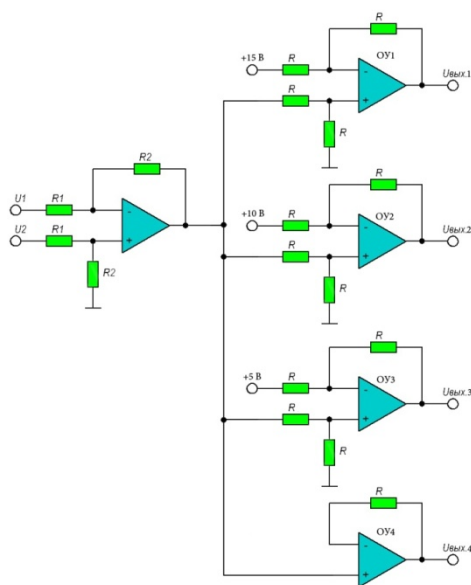 R
ОУ1
+15 В
R
-
Uвых.1
R
+
R
R2
U1
R1
-
U2
R1
+
R2
R
ОУ2
+10 В
R
-
Uвых.2
R
+
R
R
ОУ3
+5 В
R
-
Uвых.3
R
+
R
R
ОУ4
-
Uвых.4
+